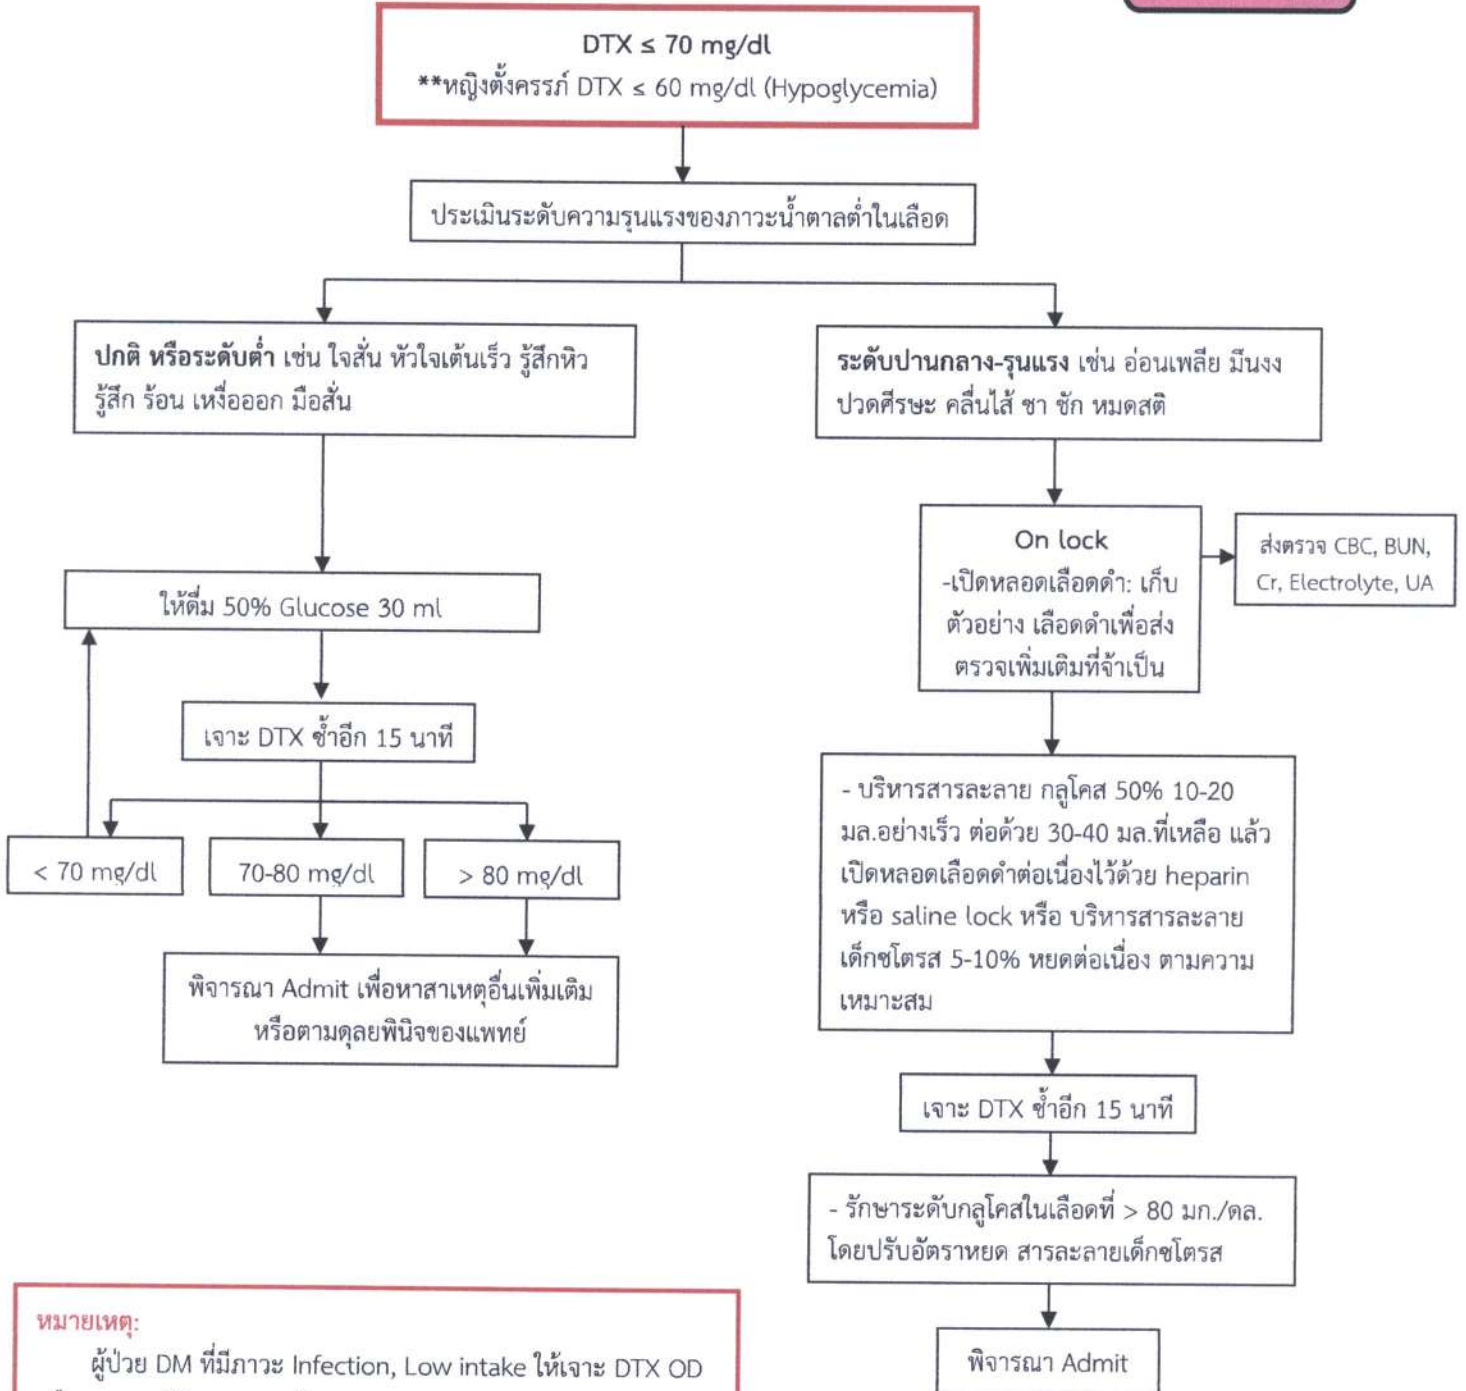 DTX ≤ 70 mg/dl
**หญิงตั้งครรภ์ DTX ≤ 60 mg/dl (Hypoglycemia)
ประเมินระดับความรุนแรงของภาวะน้ำตาลต่ำในเลือด
ปกติ หรือระดับต่ำ เช่น ใจสั่น หัวใจเต้นเร็ว รู้สึกหิว
รู้สึก ร้อน เหงื่อออก มือสั่น
ให้ดื่ม 50% Glucose 30 ml
เจาะ DTX ซ้ำอีก 15 นาที
< 70 mg/dl
70-80 mg/dl
> 80 mg/dl
พิจารณา Admit เพื่อหาสาเหตุอื่นเพิ่มเติม
หรือตามดุลยพินิจของแพทย์
ระดับปานกลาง-รุนแรง เช่น อ่อนเพลีย มึนงง
ปวดศีรษะ คลื่นไส้ ชา ชัก หมดสติ
On lock
-เปิดหลอดเลือดดำ: เก็บ
ตัวอย่าง เลือดดำเพื่อส่ง
ตรวจเพิ่มเติมที่จำเป็น
ส่งตรวจ CBC, BUN,
Cr, Electrolyte, UA
- บริหารสารละลาย กลูโคส 50% 10-20
มล.อย่างเร็ว ต่อด้วย 30-40 มล.ที่เหลือ แล้ว
เปิดหลอดเลือดดำต่อเนื่องไว้ด้วย heparin
หรือ saline lock หรือ บริหารสารละลาย
เด็กซโตรส 5-10% หยดต่อเนื่อง ตามความ
เหมาะสม
เจาะ DTX ซ้ำอีก 15 นาที
- รักษาระดับกลูโคสในเลือดที่ > 80 มก./ดล.
โดยปรับอัตราหยด สารละลายเด็กซโตรส
พิจารณา Admit
หมายเหตุ:
ผู้ป่วย DM ที่มีภาวะ Infection, Low intake ให้เจาะ DTX OD